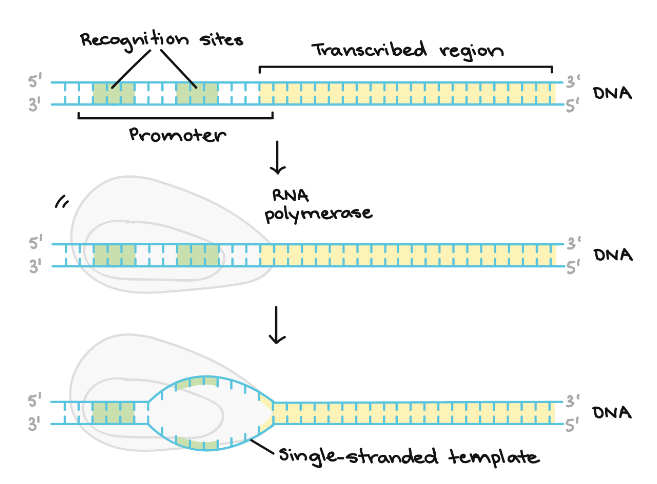 Recognition sites
Transcribed region
5' 3'
3' 5'
DNA
Promoter
RNA
polymerase
5' 3'
3' 5'
DNA
5' 3'
3' 5'
DNA
Single-stranded template